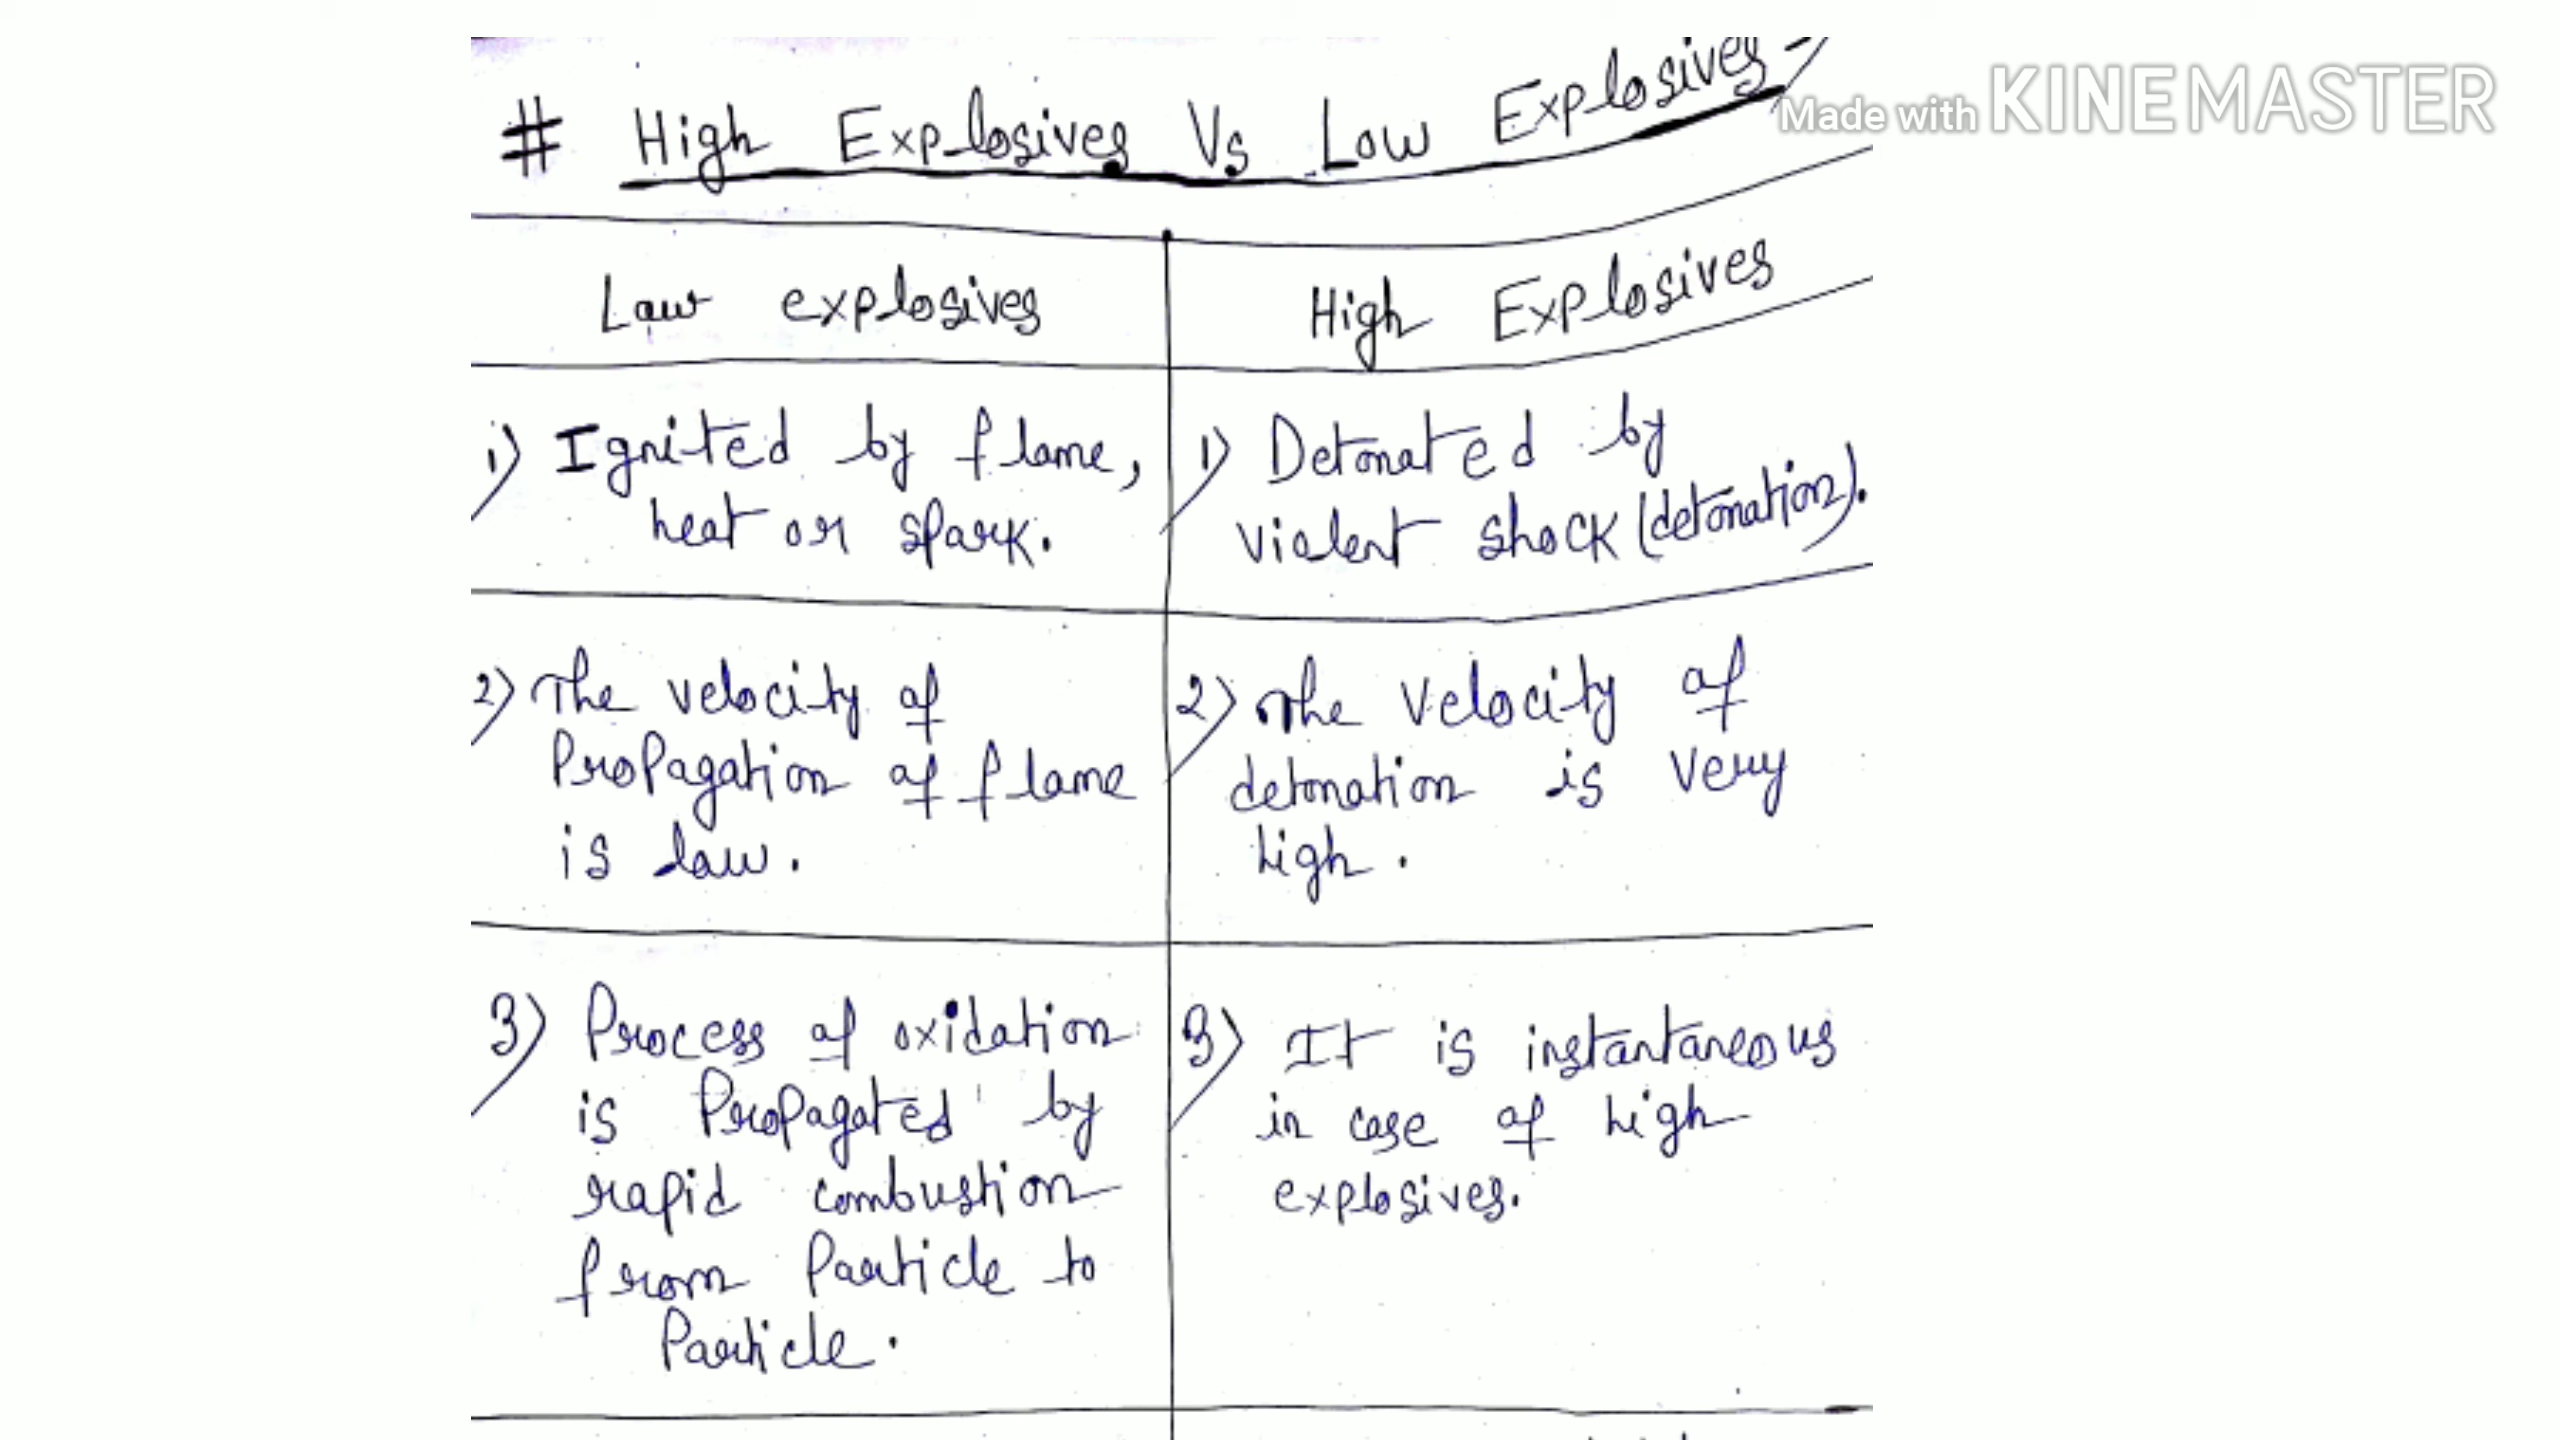 # High Explosives Vs Low Explosives -
Made with KINEMASTER
Low explosives
High Explosives
1) Ignited by flame,
heat or spark.
1) Detonated by
violent shock (detonation).
2) The velocity of
Propagation of flame
is low.
2) The velocity of
detonation is very
high.
3) Process of oxidation
is Propagated by
rapid combustion
from Particle to
Particle.
3) It is instantaneous
in case of high
explosives.